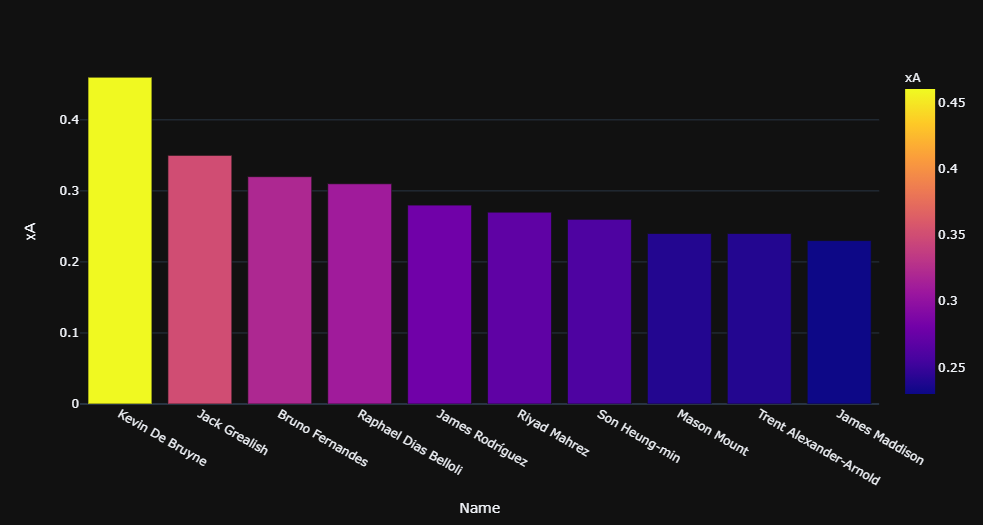 xA
0.4
0.3
0.2
0.1
0
xA
0.45
0.4
0.35
0.3
0.25
Kevin De Bruyne
Jack Grealish
Bruno Fernandes
Raphael Dias Belloli
James Rodríguez
Riyad Mahrez
Son Heung-min
Mason Mount
Trent Alexander-Arnold
James Maddison
Name